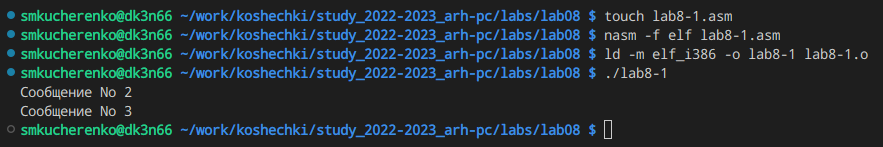 smkucherenko@dk3n66 ~/work/koshechki/study_2022-2023_arh-pc/labs/lab08 $ touch lab8-1.asm
smkucherenko@dk3n66 ~/work/koshechki/study_2022-2023_arh-pc/labs/lab08 $ nasm -f elf lab8-1.asm
smkucherenko@dk3n66 ~/work/koshechki/study_2022-2023_arh-pc/labs/lab08 $ ld -m elf_i386 -o lab8-1 lab8-1.o
smkucherenko@dk3n66 ~/work/koshechki/study_2022-2023_arh-pc/labs/lab08 $ ./lab8-1
Сообщение No 2
Сообщение No 3
smkucherenko@dk3n66 ~/work/koshechki/study_2022-2023_arh-pc/labs/lab08 $